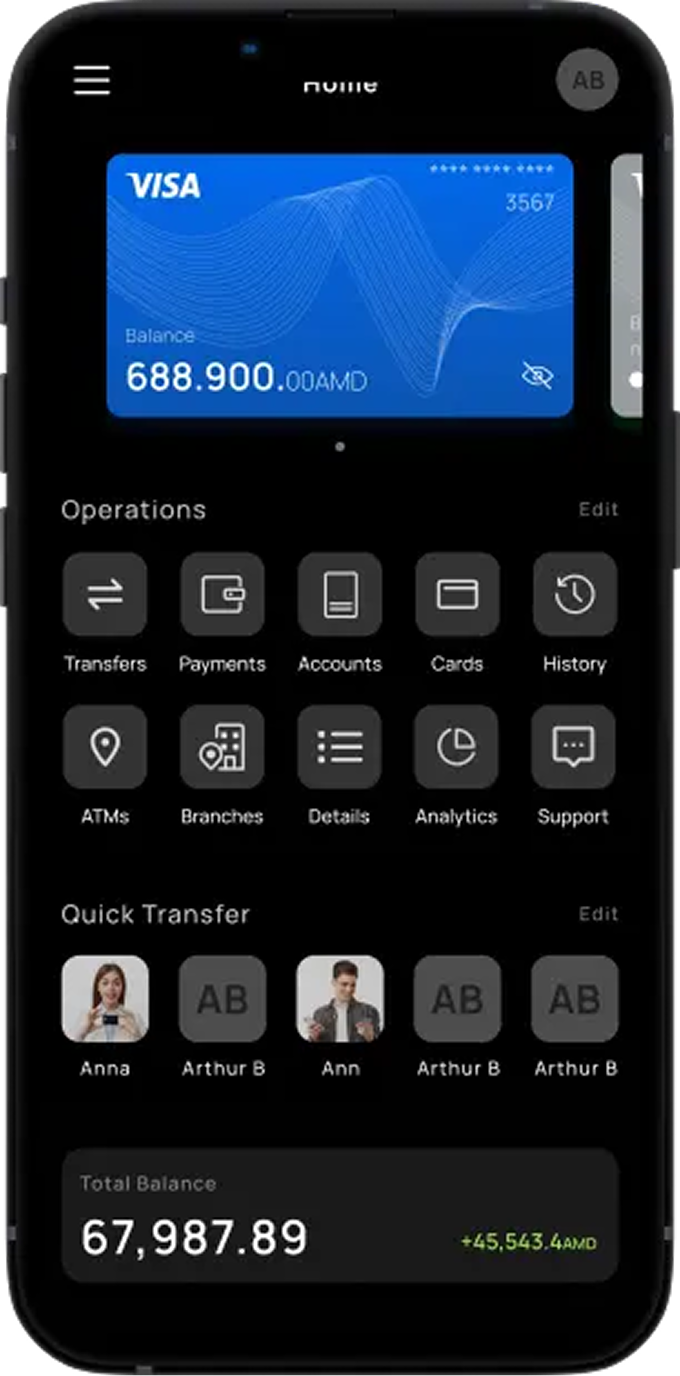 Home
AB
VISA
**** **** ****
3567
Balance
688.900.00AMD
Operations
Edit
Transfers
Payments
Accounts
Cards
History
ATMs
Branches
Details
Analytics
Support
Quick Transfer
Edit
AB
AB
AB
Anna
Arthur B
Ann
Arthur B
Arthur B
Total Balance
67,987.89
+45,543.4AMD